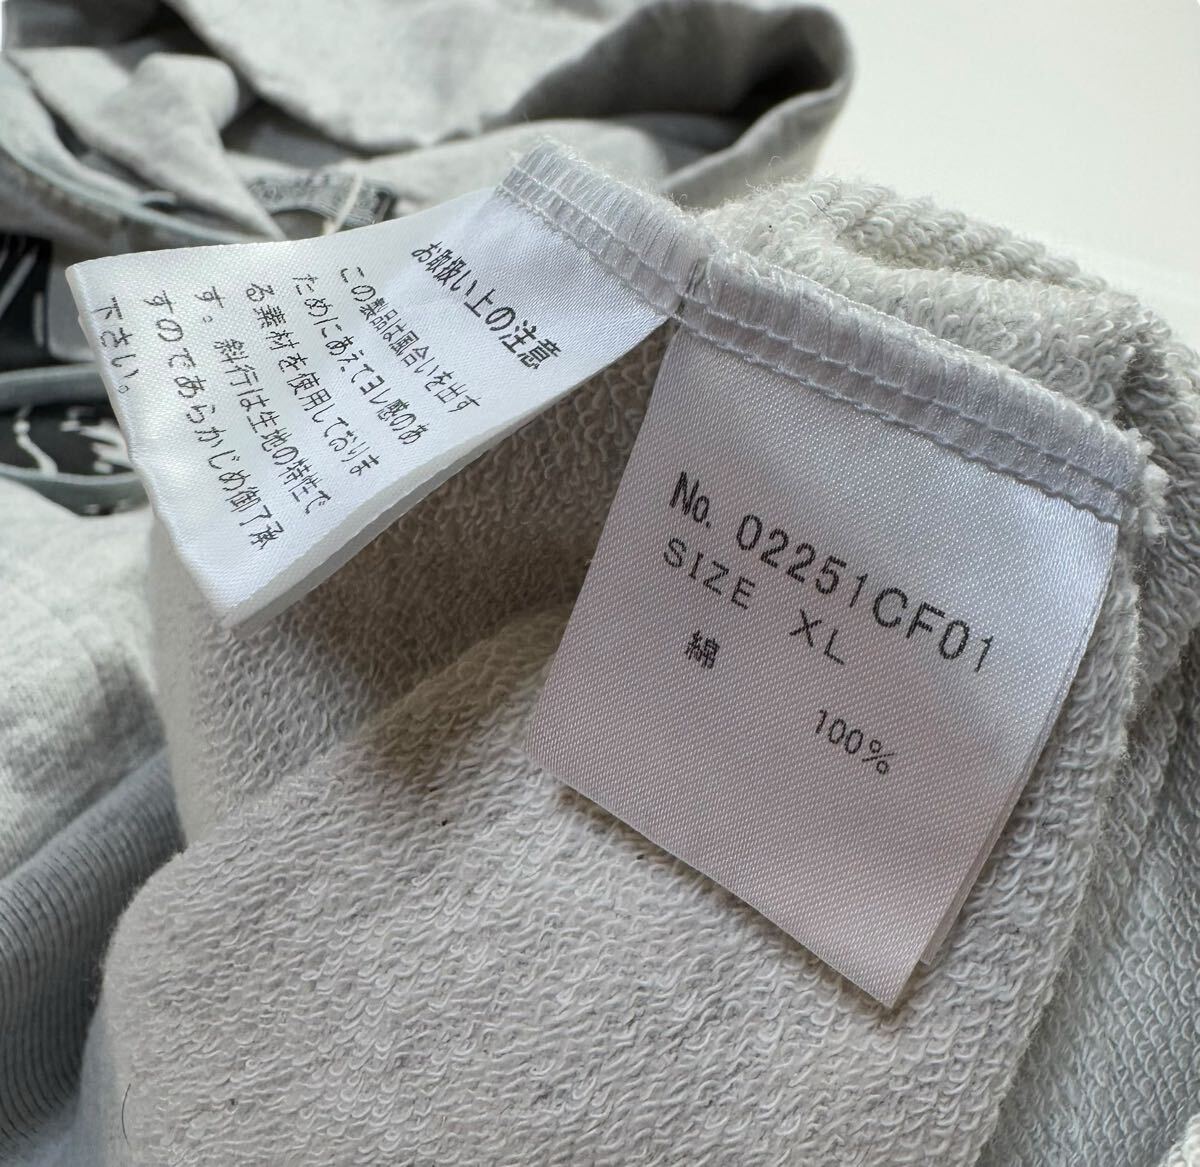 お取扱い上の注意
この製品は風合いを出す
ためにあえてヨレ感のあ
る素材を使用しておりま
す。斜行は生地の特性で
すのであらかじめ御了承
下さい。
No. 02251CF01
SIZE XL
綿 100%